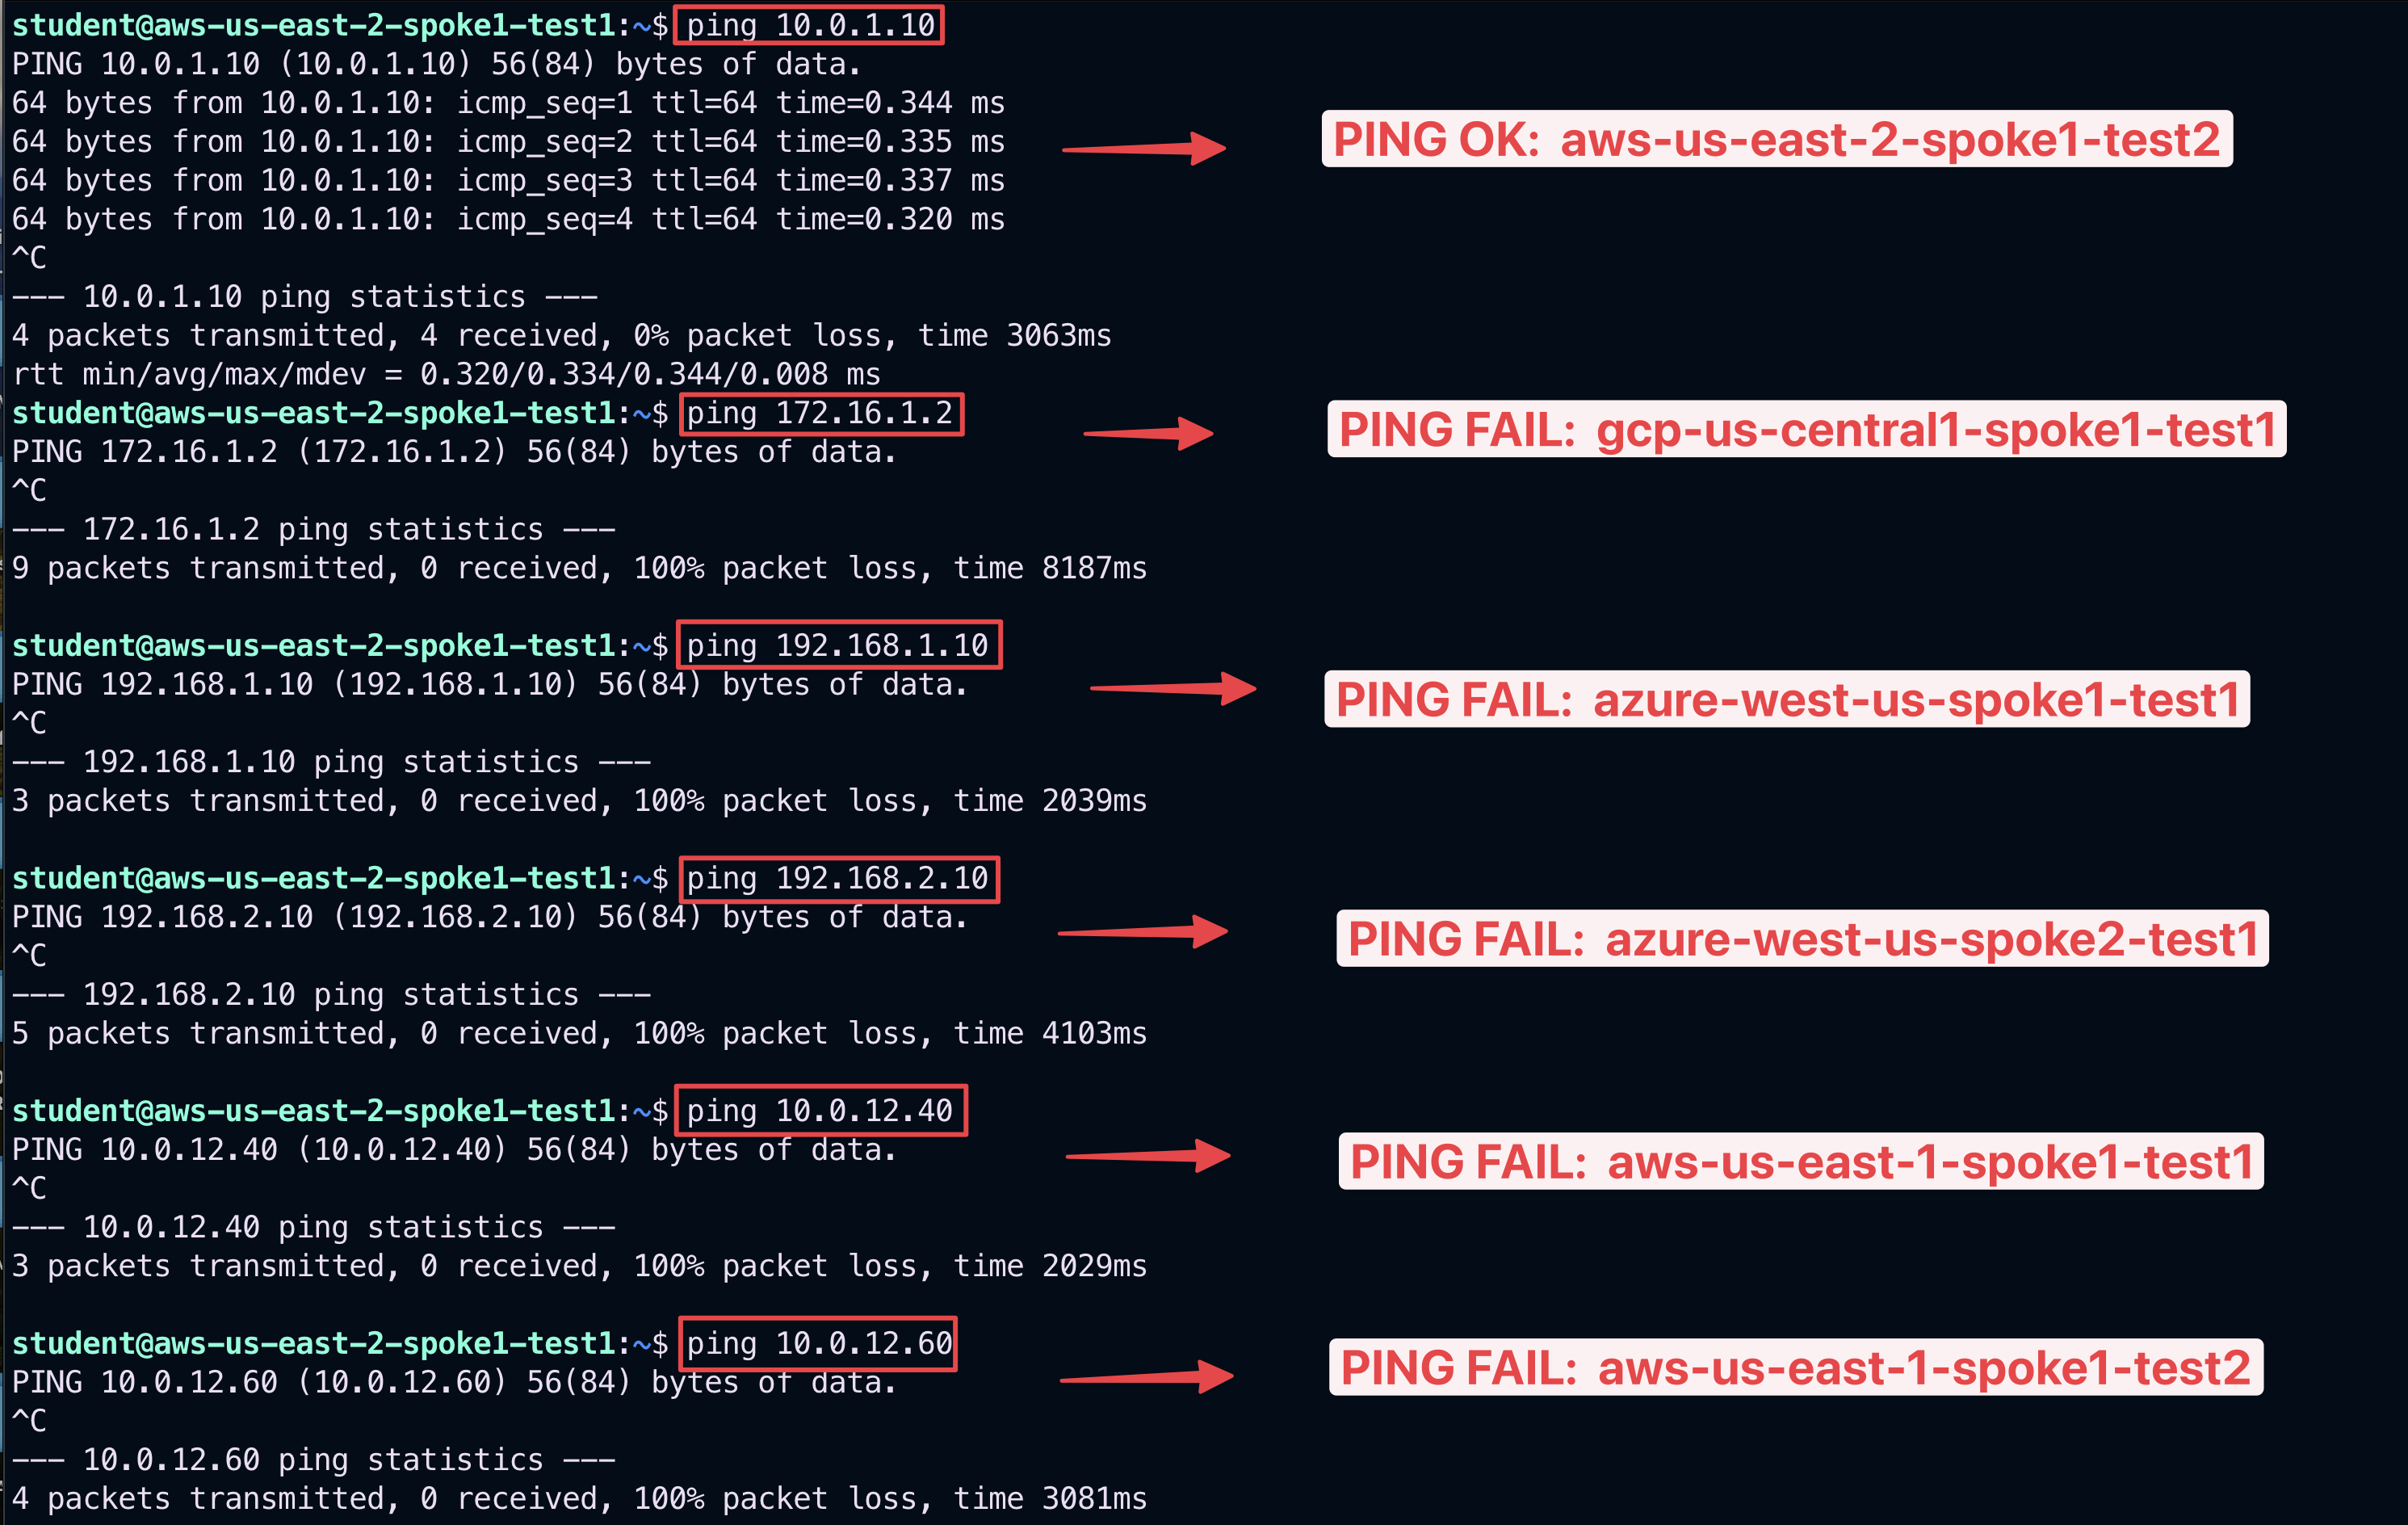 student@aws-us-east-2-spoke1-test1:~$ ping 10.0.1.10
PING 10.0.1.10 (10.0.1.10) 56(84) bytes of data.
64 bytes from 10.0.1.10: icmp_seq=1 ttl=64 time=0.344 ms
64 bytes from 10.0.1.10: icmp_seq=2 ttl=64 time=0.335 ms
PING OK: aws-us-east-2-spoke1-test2
64 bytes from 10.0.1.10: icmp_seq=3 ttl=64 time=0.337 ms
64 bytes from 10.0.1.10: icmp_seq=4 ttl=64 time=0.320 ms
^C
--- 10.0.1.10 ping statistics ---
4 packets transmitted, 4 received, 0% packet loss, time 3063ms
rtt min/avg/max/mdev = 0.320/0.334/0.344/0.008 ms
student@aws-us-east-2-spoke1-test1:~$ ping 172.16.1.2
PING FAIL: gcp-us-central1-spoke1-test1
PING 172.16.1.2 (172.16.1.2) 56(84) bytes of data.
^C
--- 172.16.1.2 ping statistics ---
9 packets transmitted, 0 received, 100% packet loss, time 8187ms
student@aws-us-east-2-spoke1-test1:~$ ping 192.168.1.10
PING 192.168.1.10 (192.168.1.10) 56(84) bytes of data.
PING FAIL: azure-west-us-spoke1-test1
^C
--- 192.168.1.10 ping statistics ---
3 packets transmitted, 0 received, 100% packet loss, time 2039ms
student@aws-us-east-2-spoke1-test1:~$ ping 192.168.2.10
PING 192.168.2.10 (192.168.2.10) 56(84) bytes of data.
PING FAIL: azure-west-us-spoke2-test1
^C
--- 192.168.2.10 ping statistics ---
5 packets transmitted, 0 received, 100% packet loss, time 4103ms
student@aws-us-east-2-spoke1-test1:~$ ping 10.0.12.40
PING 10.0.12.40 (10.0.12.40) 56(84) bytes of data.
PING FAIL: aws-us-east-1-spoke1-test1
^C
--- 10.0.12.40 ping statistics ---
3 packets transmitted, 0 received, 100% packet loss, time 2029ms
student@aws-us-east-2-spoke1-test1:~$ ping 10.0.12.60
PING FAIL: aws-us-east-1-spoke1-test2
PING 10.0.12.60 (10.0.12.60) 56(84) bytes of data.
^C
--- 10.0.12.60 ping statistics ---
4 packets transmitted, 0 received, 100% packet loss, time 3081ms